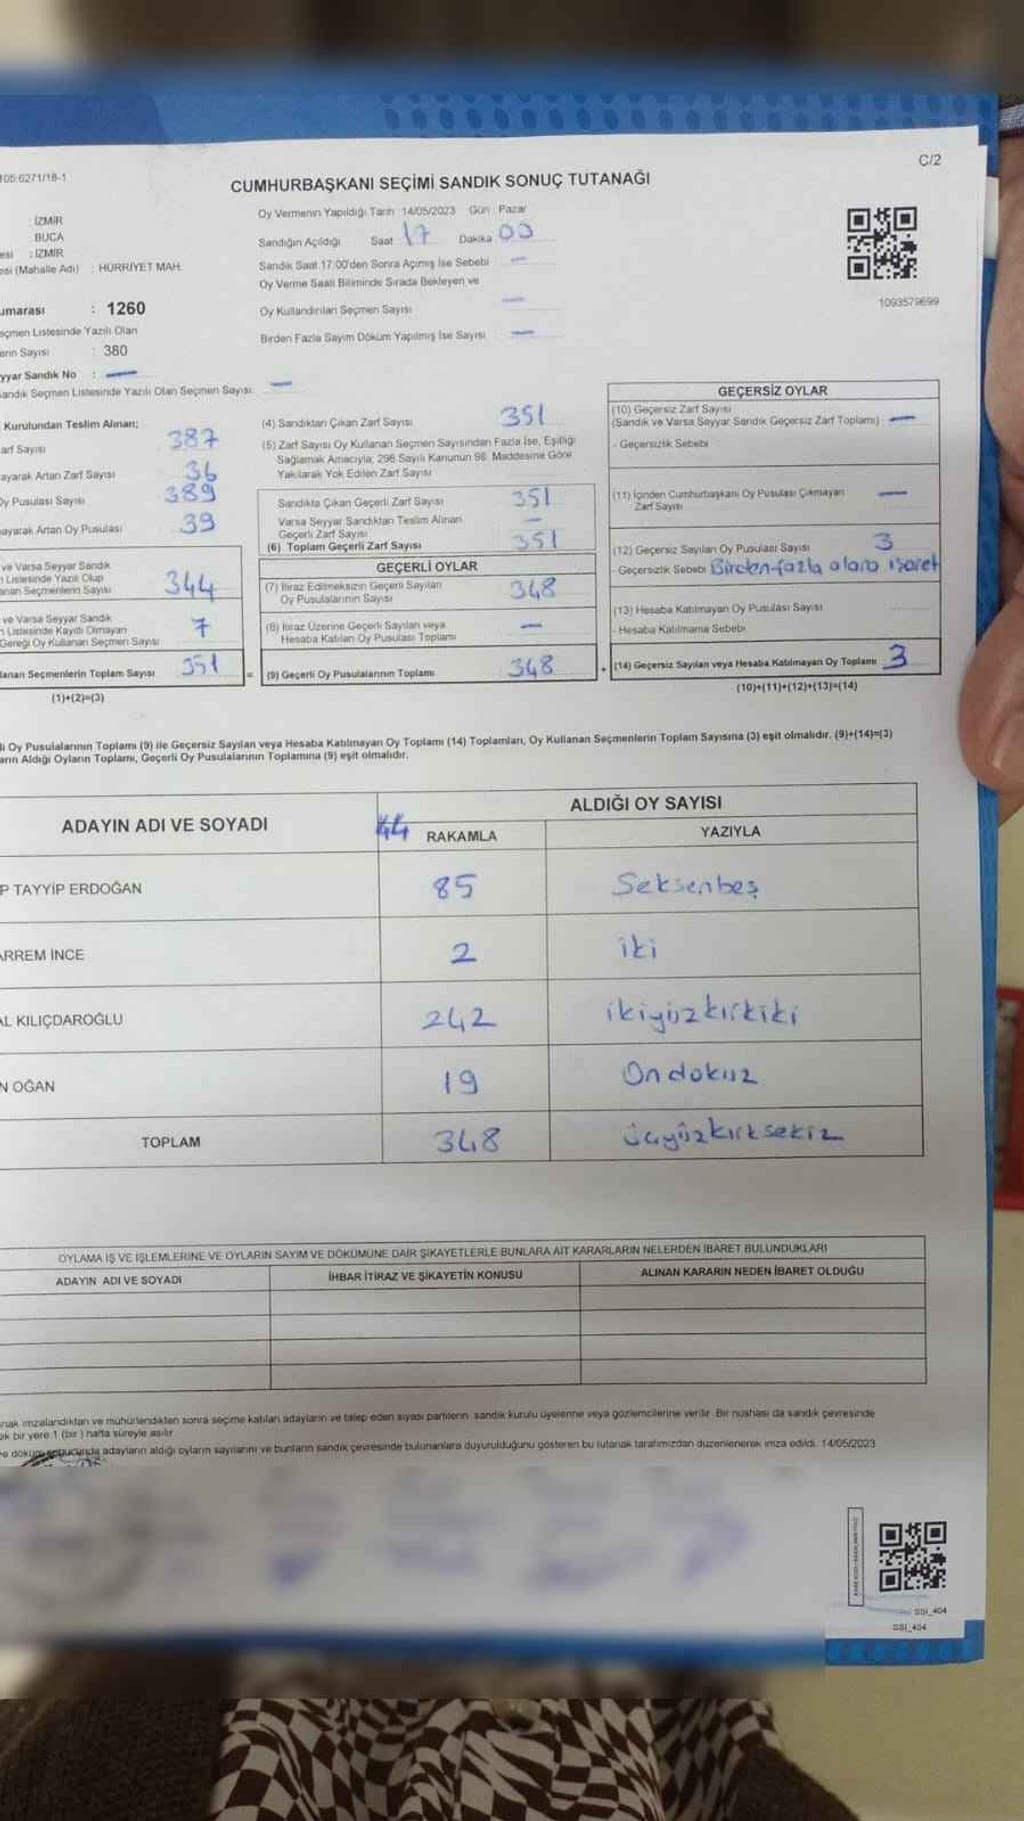 C/2
105:6271/18-1
CUMHURBAŞKANI SEÇİMİ SANDIK SONUÇ TUTANAĞI
: İZMİR
: BUCA
esi : İZMİR
esi (Mahalle Adı) : HÜRRİYET MAH.
umarası : 1260
eçmen Listesinde Yazılı Olan
erin Sayısı : 380
yyar Sandık No : —
andık Seçmen Listesinde Yazılı Olan Seçmen Sayısı: —
Oy Vermenin Yapıldığı Tarih : 14/05/2023 Gün : Pazar
Sandığın Açıldığı Saat 17 Dakika 00
Sandık Saat 17:00'den Sonra Açımış İse Sebebi —
Oy Verme Saati Bitiminde Sırada Bekleyen ve
Oy Kullandırılan Seçmen Sayısı —
Birden Fazla Sayım Döküm Yapılmış İse Sayısı —
1093579699
Kurulundan Teslim Alınan;
arf Sayısı 387
ayarak Artan Zarf Sayısı 36
Oy Pusulası Sayısı 389
ayarak Artan Oy Pusulası 39
ve Varsa Seyyar Sandık
n Listesinde Yazılı Olup
anan Seçmenlerin Sayısı 344
ve Varsa Seyyar Sandık
n Listesinde Kayıtlı Olmayan
Gereği Oy Kullanan Seçmen Sayısı 7
lanan Seçmenlerin Toplam Sayısı 351
(1)+(2)=(3)
(4) Sandıktan Çıkan Zarf Sayısı 351
(5) Zarf Sayısı Oy Kullanan Seçmen Sayısından Fazla İse, Eşitliği
Sağlamak Amacıyla, 298 Sayılı Kanunun 98. Maddesine Göre
Yakılarak Yok Edilen Zarf Sayısı
Sandıkta Çıkan Geçerli Zarf Sayısı 351
Varsa Seyyar Sandıktan Teslim Alınan
Geçerli Zarf Sayısı —
(6) Toplam Geçerli Zarf Sayısı 351
GEÇERLİ OYLAR
(7) İtiraz Edilmeksizin Geçerli Sayılan
Oy Pusulalarının Sayısı 348
(8) İtiraz Üzerine Geçerli Sayılan veya
Hesaba Katılan Oy Pusulası Toplamı —
= (9) Geçerli Oy Pusulalarının Toplamı 348 +
GEÇERSİZ OYLAR
(10) Geçersiz Zarf Sayısı
(Sandık ve Varsa Seyyar Sandık Geçersiz Zarf Toplamı) : —
- Geçersizlik Sebebi
(11) İçinden Cumhurbaşkanı Oy Pusulası Çıkmayan
Zarf Sayısı —
(12) Geçersiz Sayılan Oy Pusulası Sayısı 3
- Geçersizlik Sebebi Birden fazla alana işaret
(13) Hesaba Katılmayan Oy Pusulası Sayısı
- Hesaba Katılmama Sebebi
(14) Geçersiz Sayılan veya Hesaba Katılmayan Oy Toplamı 3
(10)+(11)+(12)+(13)=(14)
li Oy Pusulalarının Toplamı (9) ile Geçersiz Sayılan veya Hesaba Katılmayan Oy Toplamı (14) Toplamları, Oy Kullanan Seçmenlerin Toplam Sayısına (3) eşit olmalıdır. (9)+(14)=(3)
arın Aldığı Oyların Toplamı, Geçerli Oy Pusulalarının Toplamına (9) eşit olmalıdır.
ADAYIN ADI VE SOYADI
ALDIĞI OY SAYISI
RAKAMLA YAZIYLA
P TAYYİP ERDOĞAN 85 Seksenbeş
ARREM İNCE 2 iki
AL KILIÇDAROĞLU 242 ikiyüzkırkiki
N OĞAN 19 Ondokuz
TOPLAM 348 üçyüzkırksekiz
OYLAMA İŞ VE İŞLEMLERİNE VE OYLARIN SAYIM VE DÖKÜMÜNE DAİR ŞİKAYETLERLE BUNLARA AİT KARARLARIN NELERDEN İBARET BULUNDUKLARI
ADAYIN ADI VE SOYADI İHBAR İTİRAZ VE ŞİKAYETİN KONUSU ALINAN KARARIN NEDEN İBARET OLDUĞU
nak imzalandıktan ve mühürlendikten sonra seçime katılan adayların ve talep eden siyasi partilerin sandık kurulu üyelerine veya gözlemcilerine verilir. Bir nüshası da sandık çevresinde
ak bir yere 1 (bir) hafta süreyle asılır.
adayların aldığı oyların sayılarını ve bunların sandık çevresinde bulunanlara duyurulduğunu gösteren bu tutanak tarafımızdan düzenlenerek imza edildi. 14/05/2023
SSI_404
SSI_404